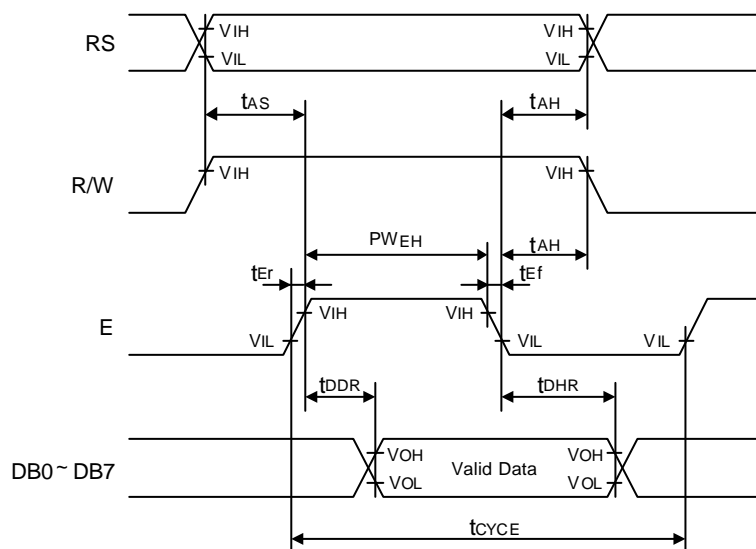 RS
VIH
VIL
VIH
VIL
tAS
tAH
R/W
VIH
VIH
PWEH
tAH
tEr
tEf
E
VIH
VIH
VIL
VIL
VIL
tDDR
tDHR
DB0 ~ DB7
VOH
VOL
Valid Data
VOH
VOL
tCYCE